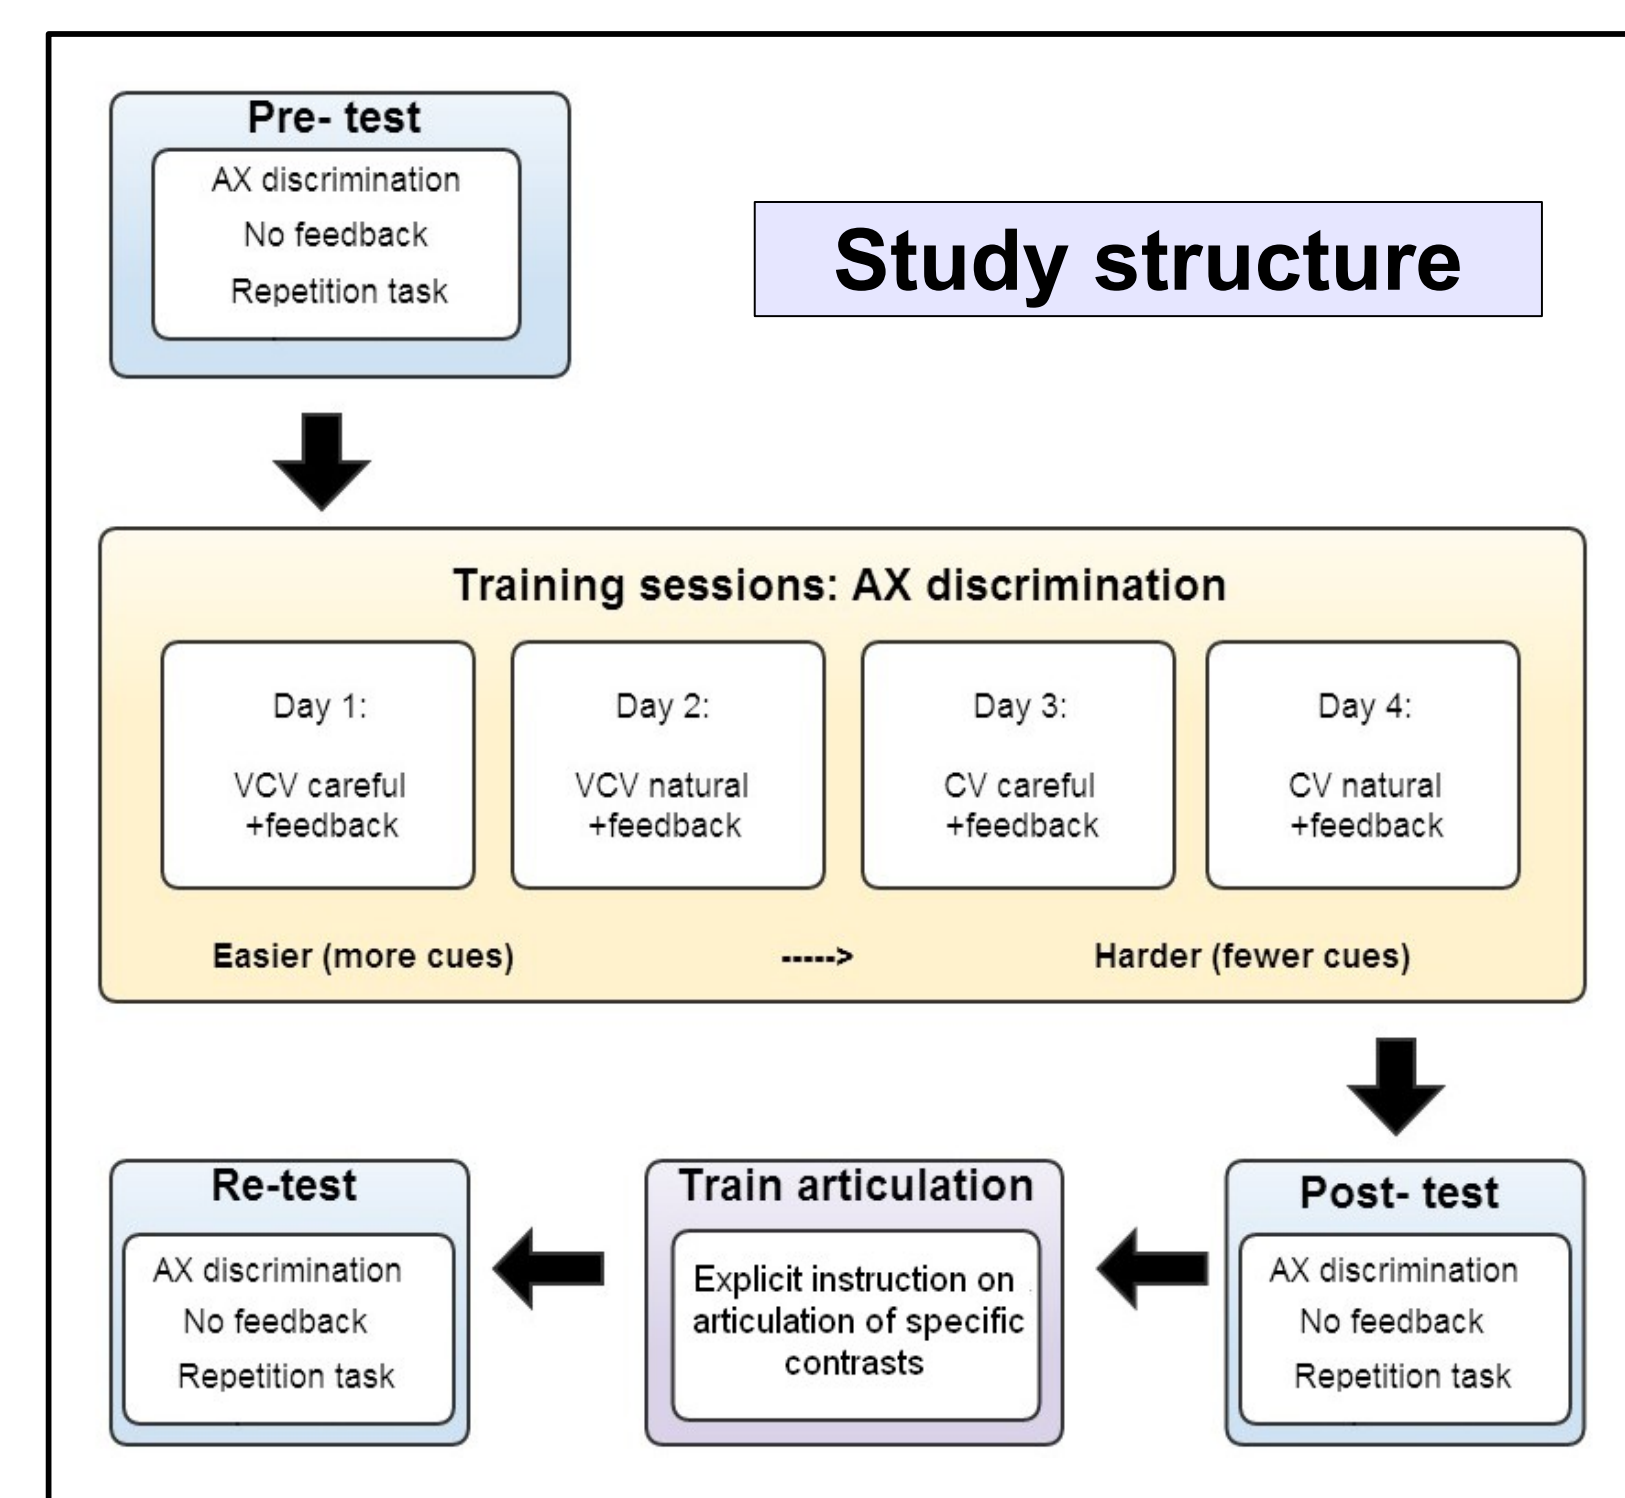 Pre- test
AX discrimination
No feedback
Repetition task
Study structure
Training sessions: AX discrimination
Day 1:
VCV careful
+feedback
Day 2:
VCV natural
+feedback
Day 3:
CV careful
+feedback
Day 4:
CV natural
+feedback
Easier (more cues)
----->
Harder (fewer cues)
Re-test
AX discrimination
No feedback
Repetition task
Train articulation
Explicit instruction on
articulation of specific
contrasts
Post- test
AX discrimination
No feedback
Repetition task